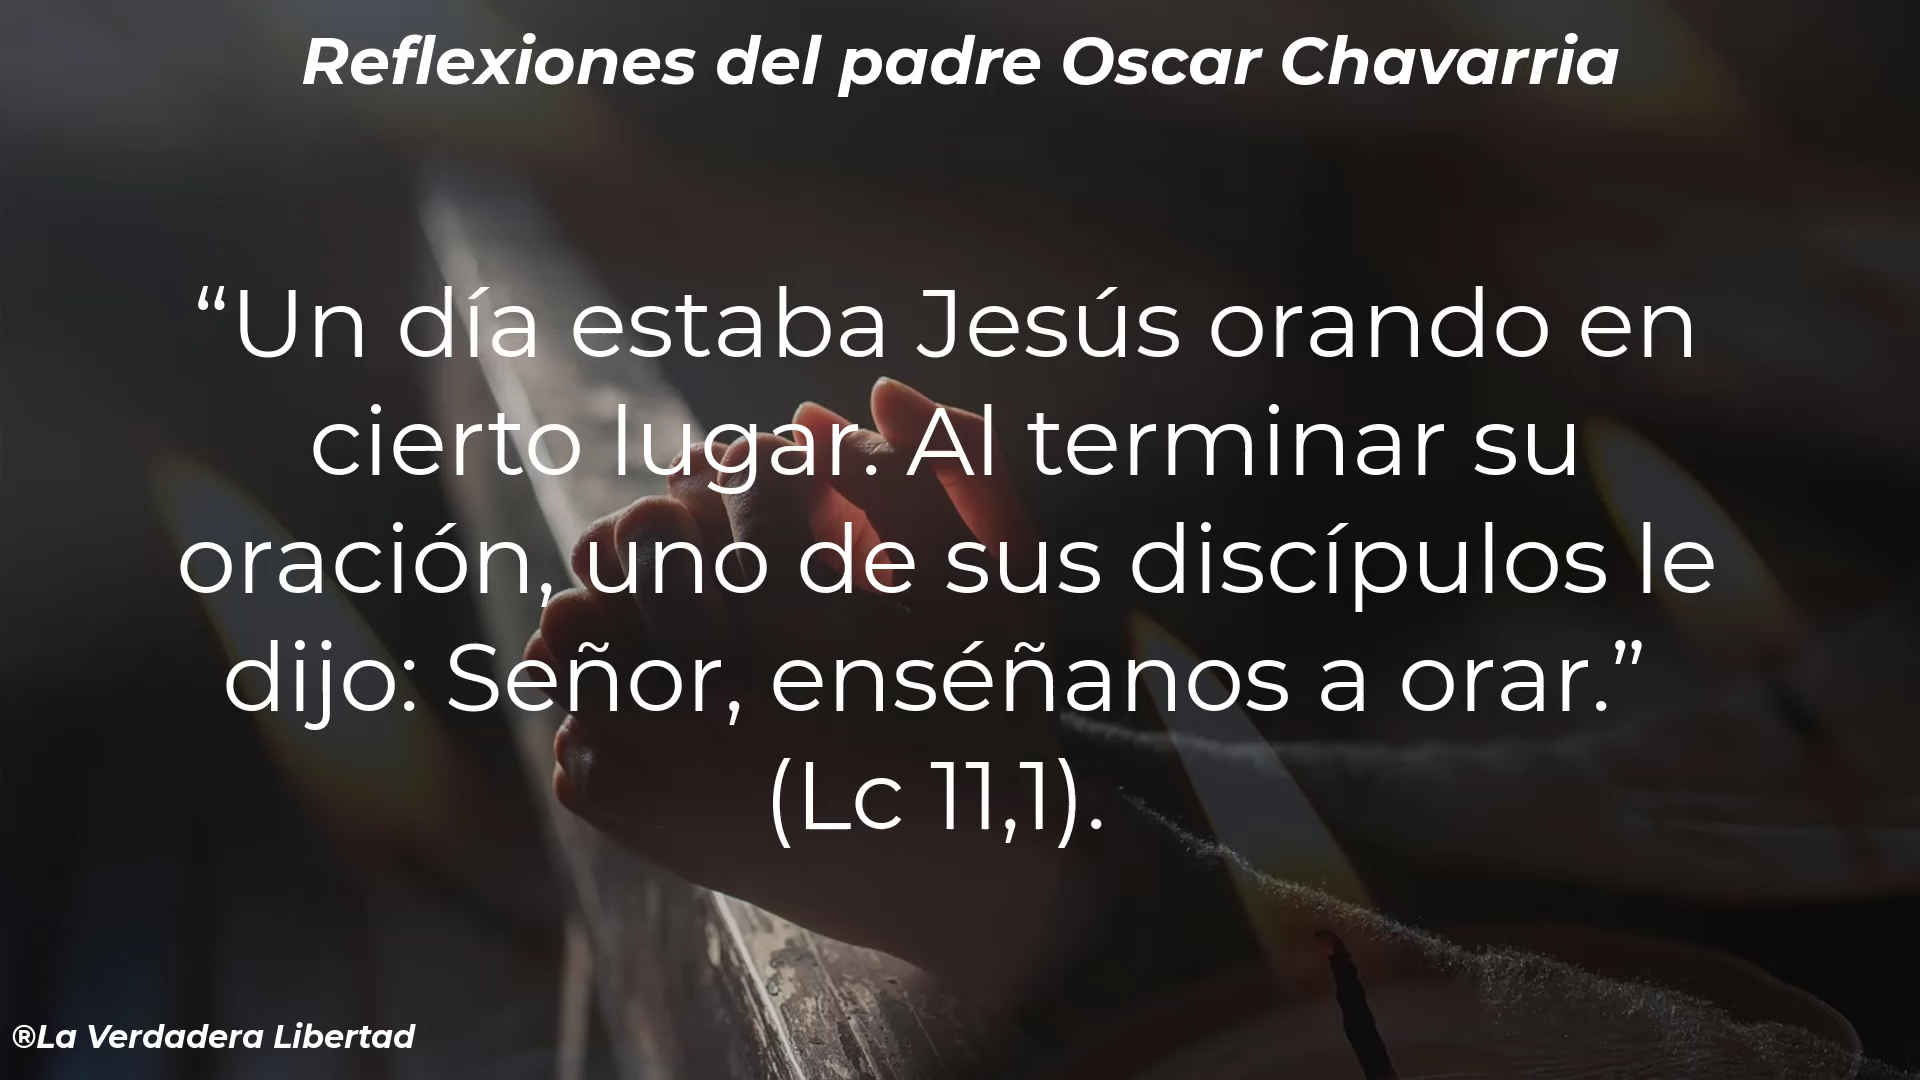 Reflexiones del padre Oscar Chavarria
“Un día estaba Jesús orando en
cierto lugar. Al terminar su
oración, uno de sus discípulos le
dijo: Señor, enséñanos a orar.”
(Lc 11,1).
®La Verdadera Libertad